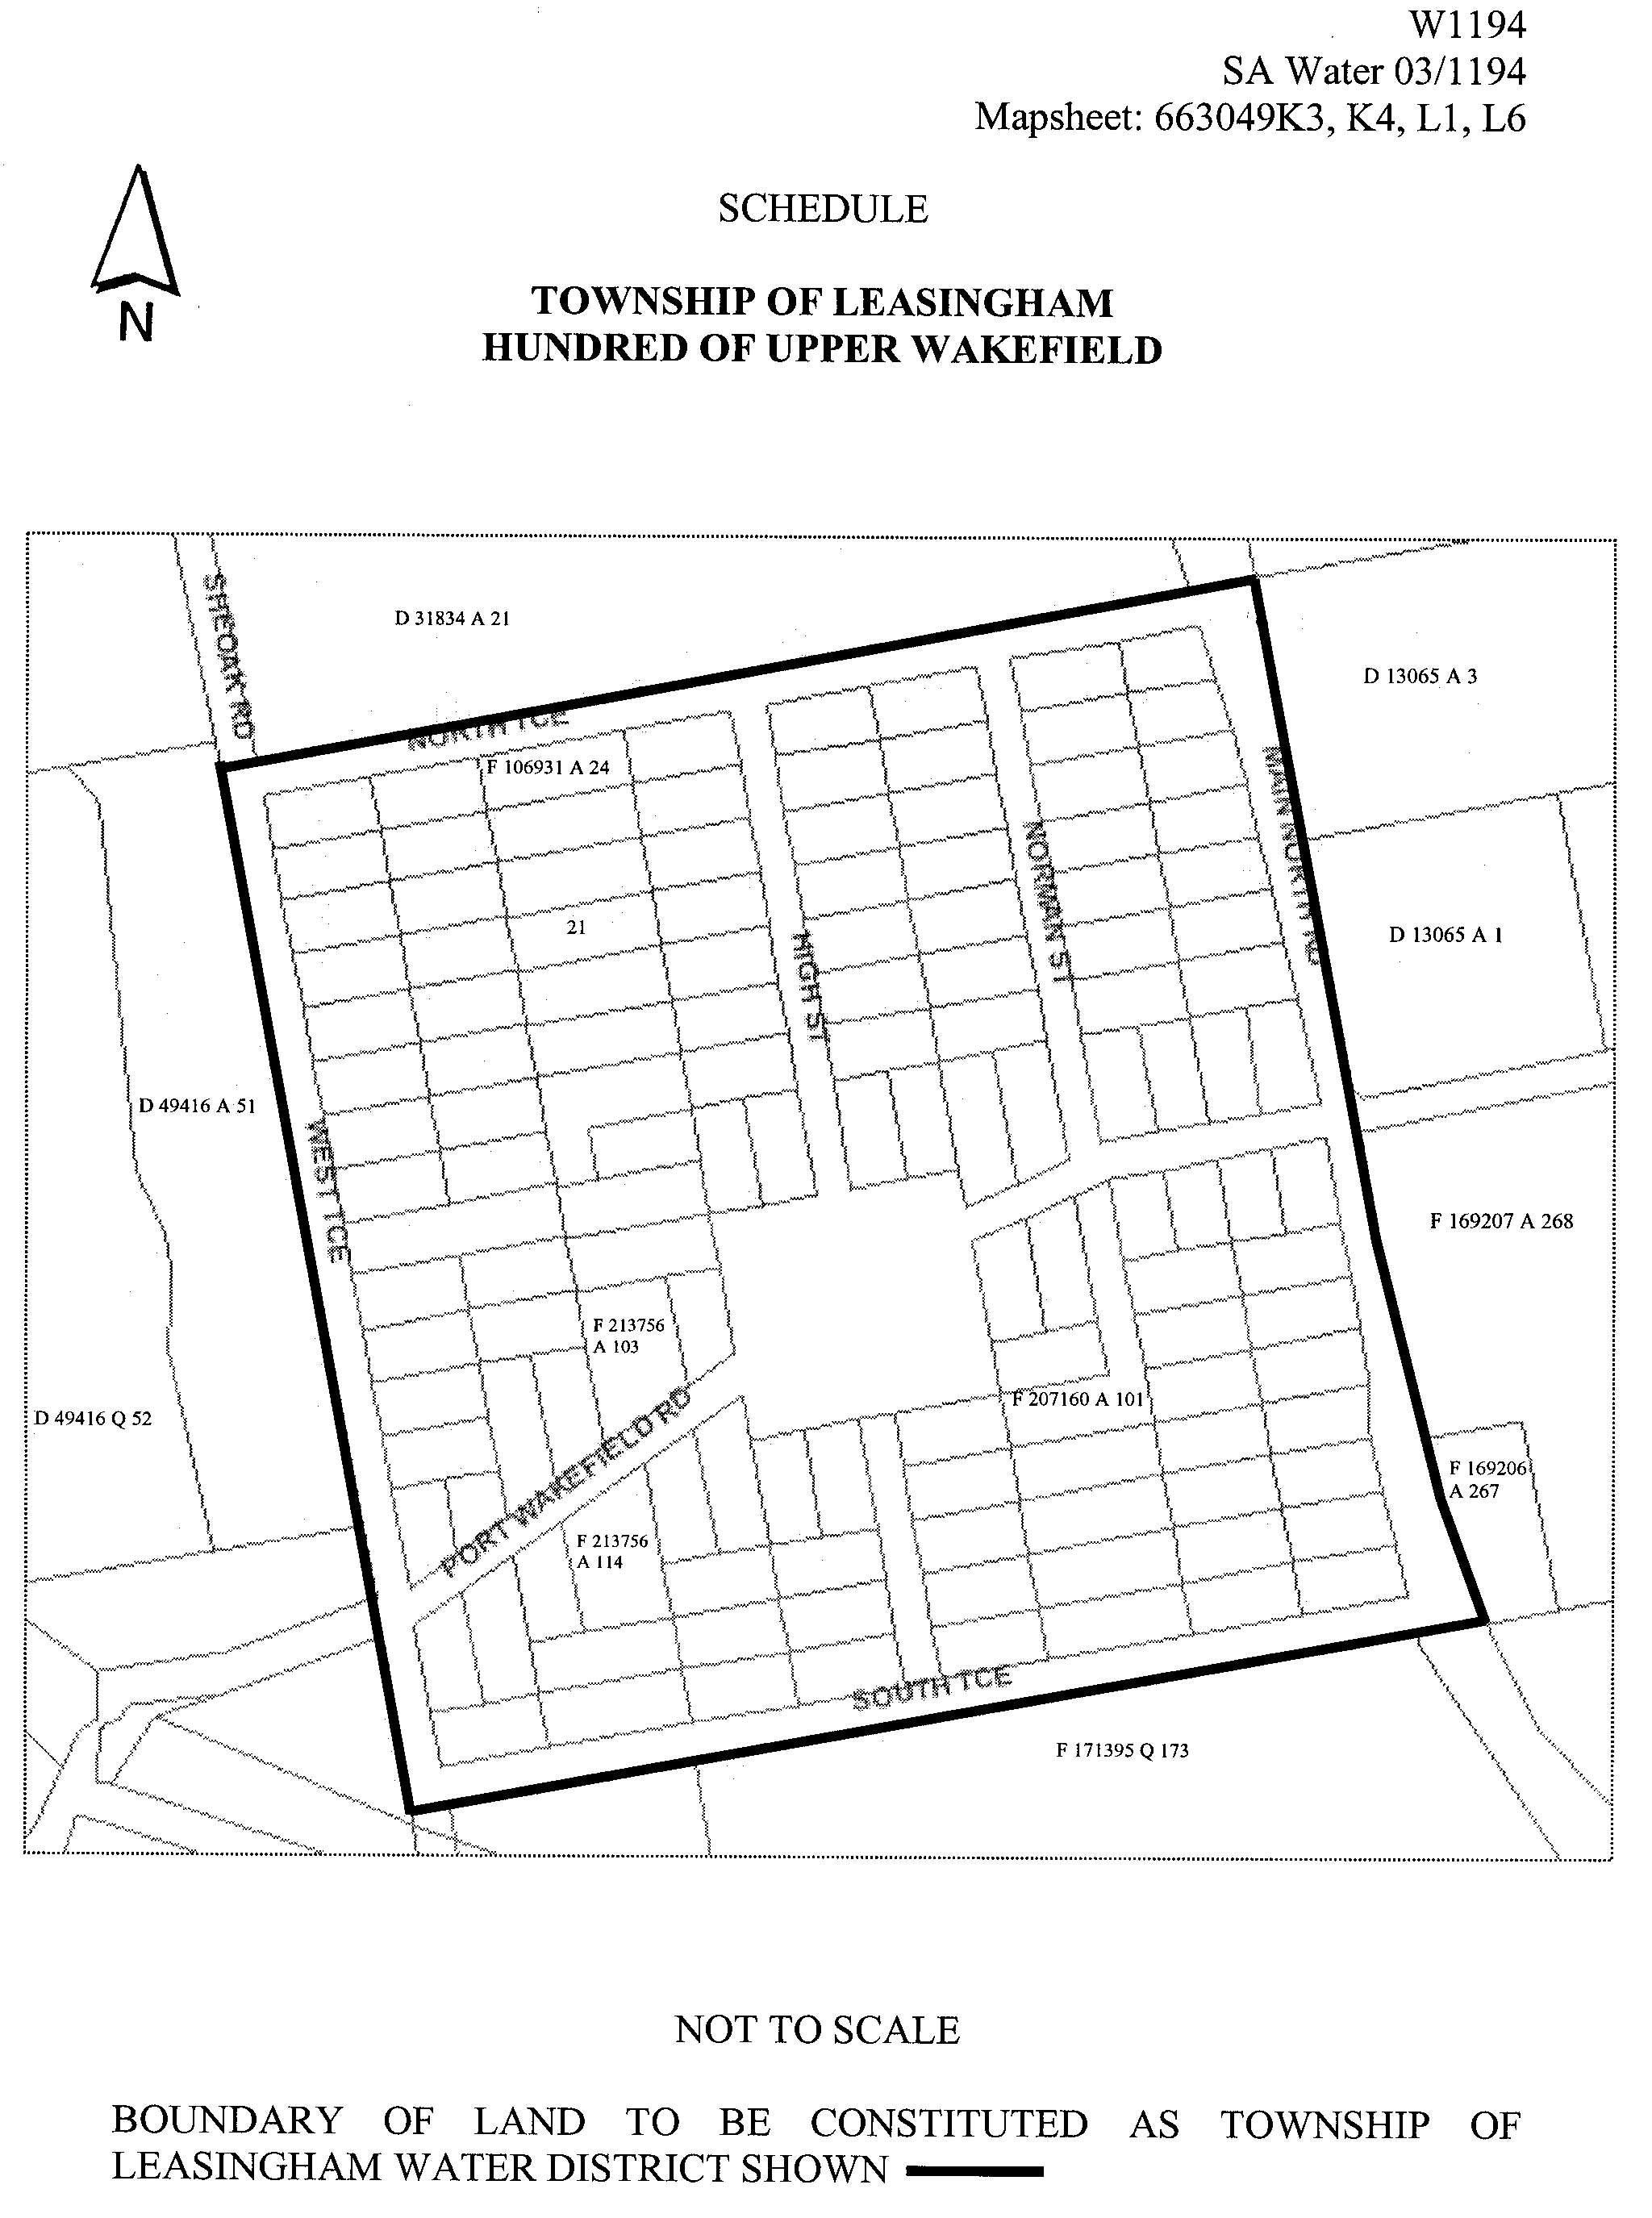 W1194
SA Water 03/1194
Mapsheet: 663049K3, K4, L1, L6
N
SCHEDULE
TOWNSHIP OF LEASINGHAM
HUNDRED OF UPPER WAKEFIELD
SHEOAK RD
D 31834 A 21
D 13065 A 3
NORTH TCE
F 106931 A 24
MAIN NORTH RD
NORMAN ST
21
HIGH ST
D 13065 A 1
D 49416 A 51
WEST TCE
F 169207 A 268
F 213756
A 103
D 49416 Q 52
F 207160 A 101
PORT WAKEFIELD RD
F 169206
A 267
F 213756
A 114
SOUTH TCE
F 171395 Q 173
NOT TO SCALE
BOUNDARY OF LAND TO BE CONSTITUTED AS TOWNSHIP OF
LEASINGHAM WATER DISTRICT SHOWN